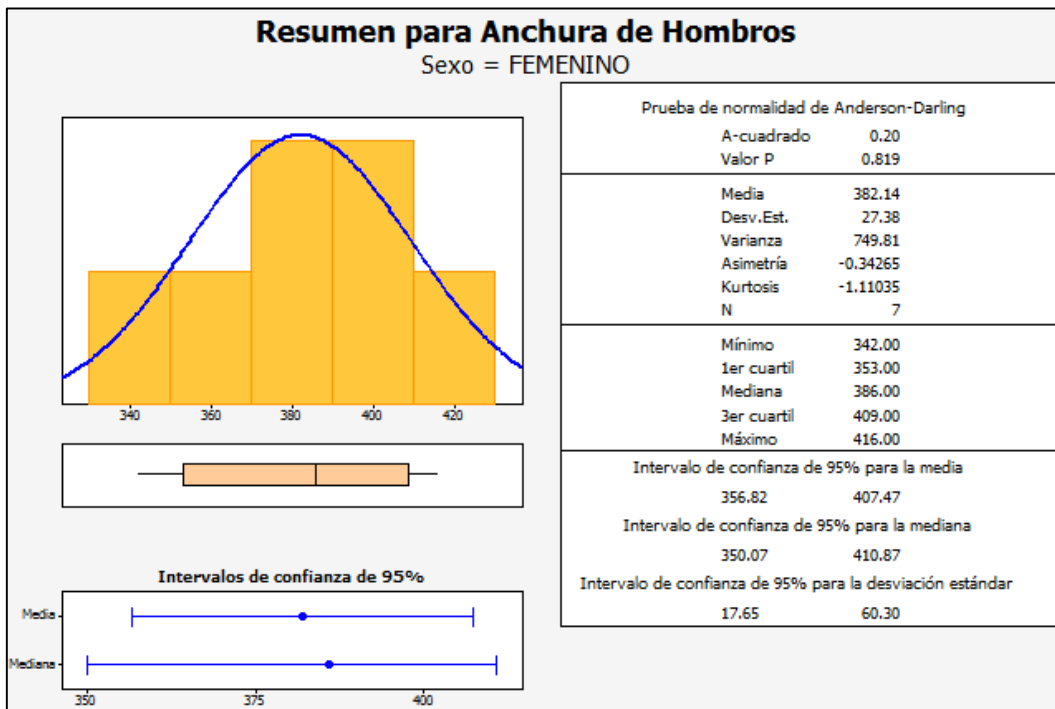 Resumen para Anchura de Hombros
Sexo = FEMENINO
340 360 380 400 420
Intervalos de confianza de 95%
Media
Mediana
350 375 400
Prueba de normalidad de Anderson-Darling
A-cuadrado 0.20
Valor P 0.819
Media 382.14
Desv.Est. 27.38
Varianza 749.81
Asimetría -0.34265
Kurtosis -1.11035
N 7
Mínimo 342.00
1er cuartil 353.00
Mediana 386.00
3er cuartil 409.00
Máximo 416.00
Intervalo de confianza de 95% para la media
356.82 407.47
Intervalo de confianza de 95% para la mediana
350.07 410.87
Intervalo de confianza de 95% para la desviación estándar
17.65 60.30